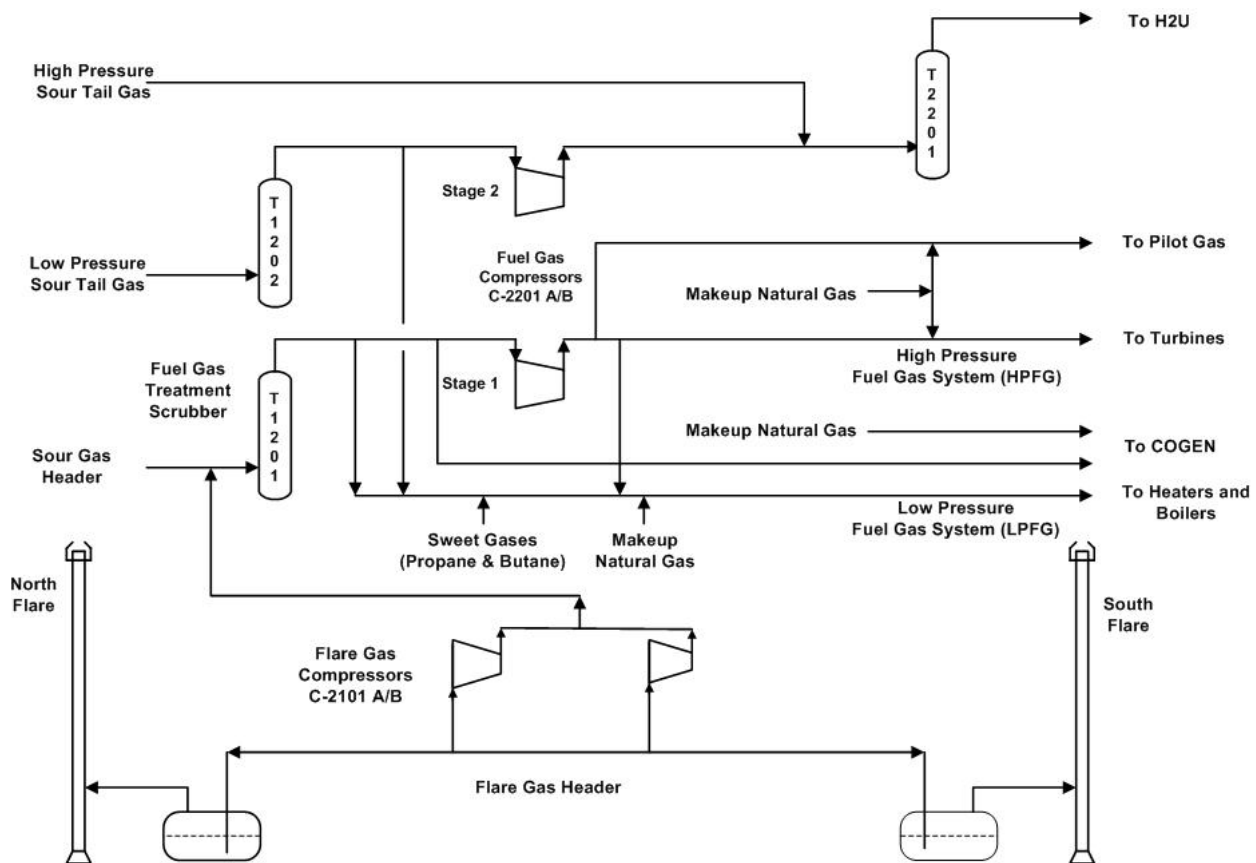 To H2U
High Pressure
Sour Tail Gas
T
2
2
0
1
Stage 2
T
1
2
0
2
Low Pressure
Sour Tail Gas
Fuel Gas
Compressors
C-2201 A/B
To Pilot Gas
Makeup Natural Gas
To Turbines
High Pressure
Fuel Gas System (HPFG)
Stage 1
Fuel Gas
Treatment
Scrubber
T
1
2
0
1
Makeup Natural Gas
To COGEN
Sour Gas
Header
To Heaters and
Boilers
Low Pressure
Fuel Gas System (LPFG)
Sweet Gases
(Propane & Butane)
Makeup
Natural Gas
North
Flare
South
Flare
Flare Gas
Compressors
C-2101 A/B
Flare Gas Header